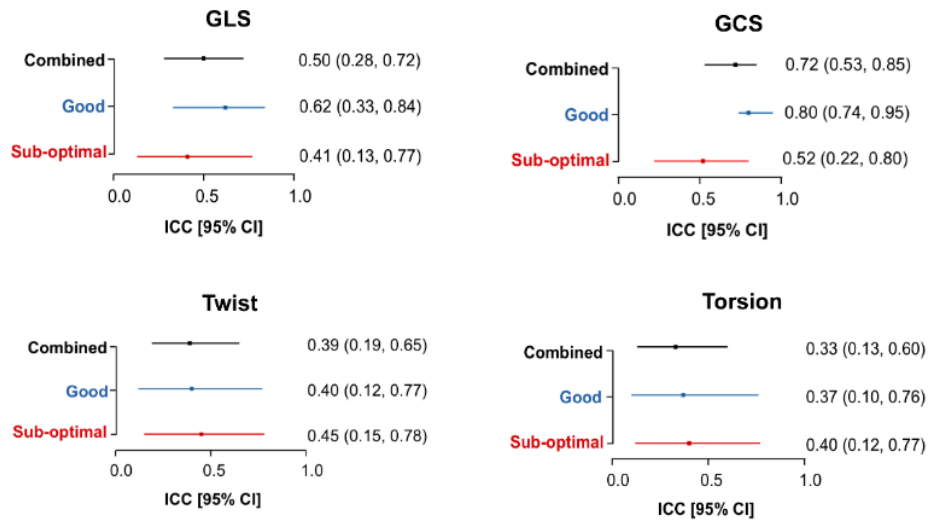 GLS
Combined 0.50 (0.28, 0.72)
Good 0.62 (0.33, 0.84)
Sub-optimal 0.41 (0.13, 0.77)
0.0 0.5 1.0
ICC [95% CI]
GCS
Combined 0.72 (0.53, 0.85)
Good 0.80 (0.74, 0.95)
Sub-optimal 0.52 (0.22, 0.80)
0.0 0.5 1.0
ICC [95% CI]
Twist
Combined 0.39 (0.19, 0.65)
Good 0.40 (0.12, 0.77)
Sub-optimal 0.45 (0.15, 0.78)
0.0 0.5 1.0
ICC [95% CI]
Torsion
Combined 0.33 (0.13, 0.60)
Good 0.37 (0.10, 0.76)
Sub-optimal 0.40 (0.12, 0.77)
0.0 0.5 1.0
ICC [95% CI]